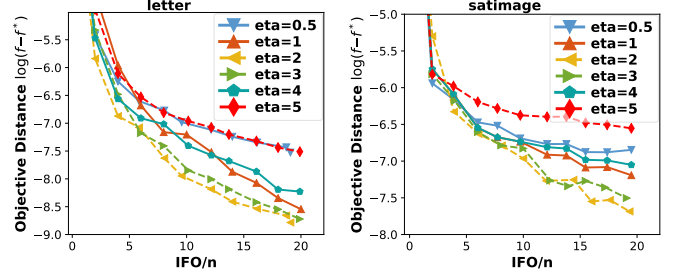 letter
Objective Distance log(f−f*)
−5.5
−6.0
−6.5
−7.0
−7.5
−8.0
−8.5
−9.0
0 5 10 15 20
IFO/n
eta=0.5
eta=1
eta=2
eta=3
eta=4
eta=5
satimage
Objective Distance log(f−f*)
−5.0
−5.5
−6.0
−6.5
−7.0
−7.5
−8.0
0 5 10 15 20
IFO/n
eta=0.5
eta=1
eta=2
eta=3
eta=4
eta=5